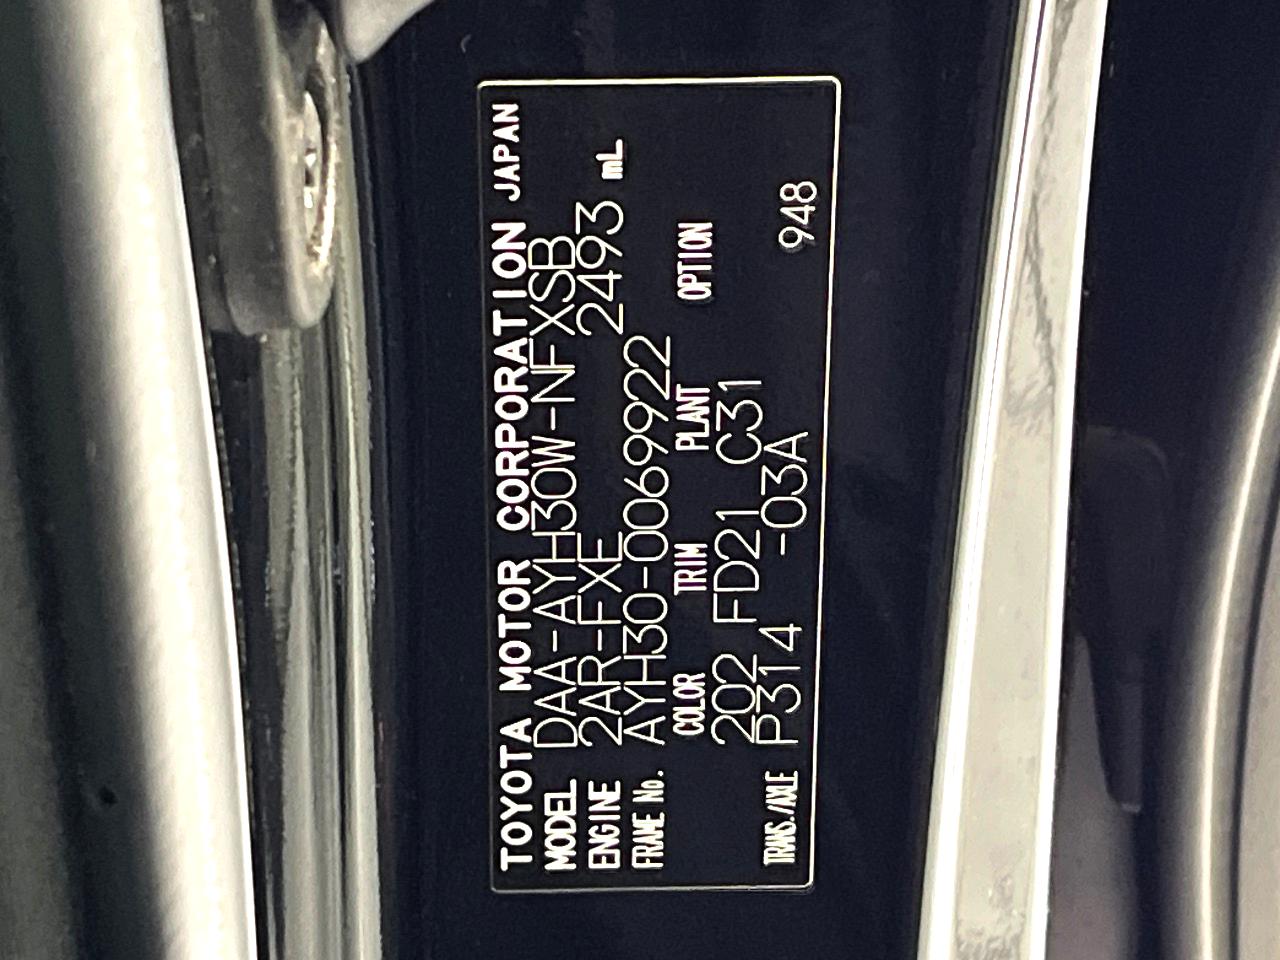 TOYOTA MOTOR CORPORATION JAPAN
MODEL DAA-AYH30W-NFXSB
ENGINE 2AR-FXE 2493 mL
FRAME No. AYH30-0069922
COLOR TRIM PLANT OPTION
202 FD21 C31
TRANS./AXLE P314 -03A 948